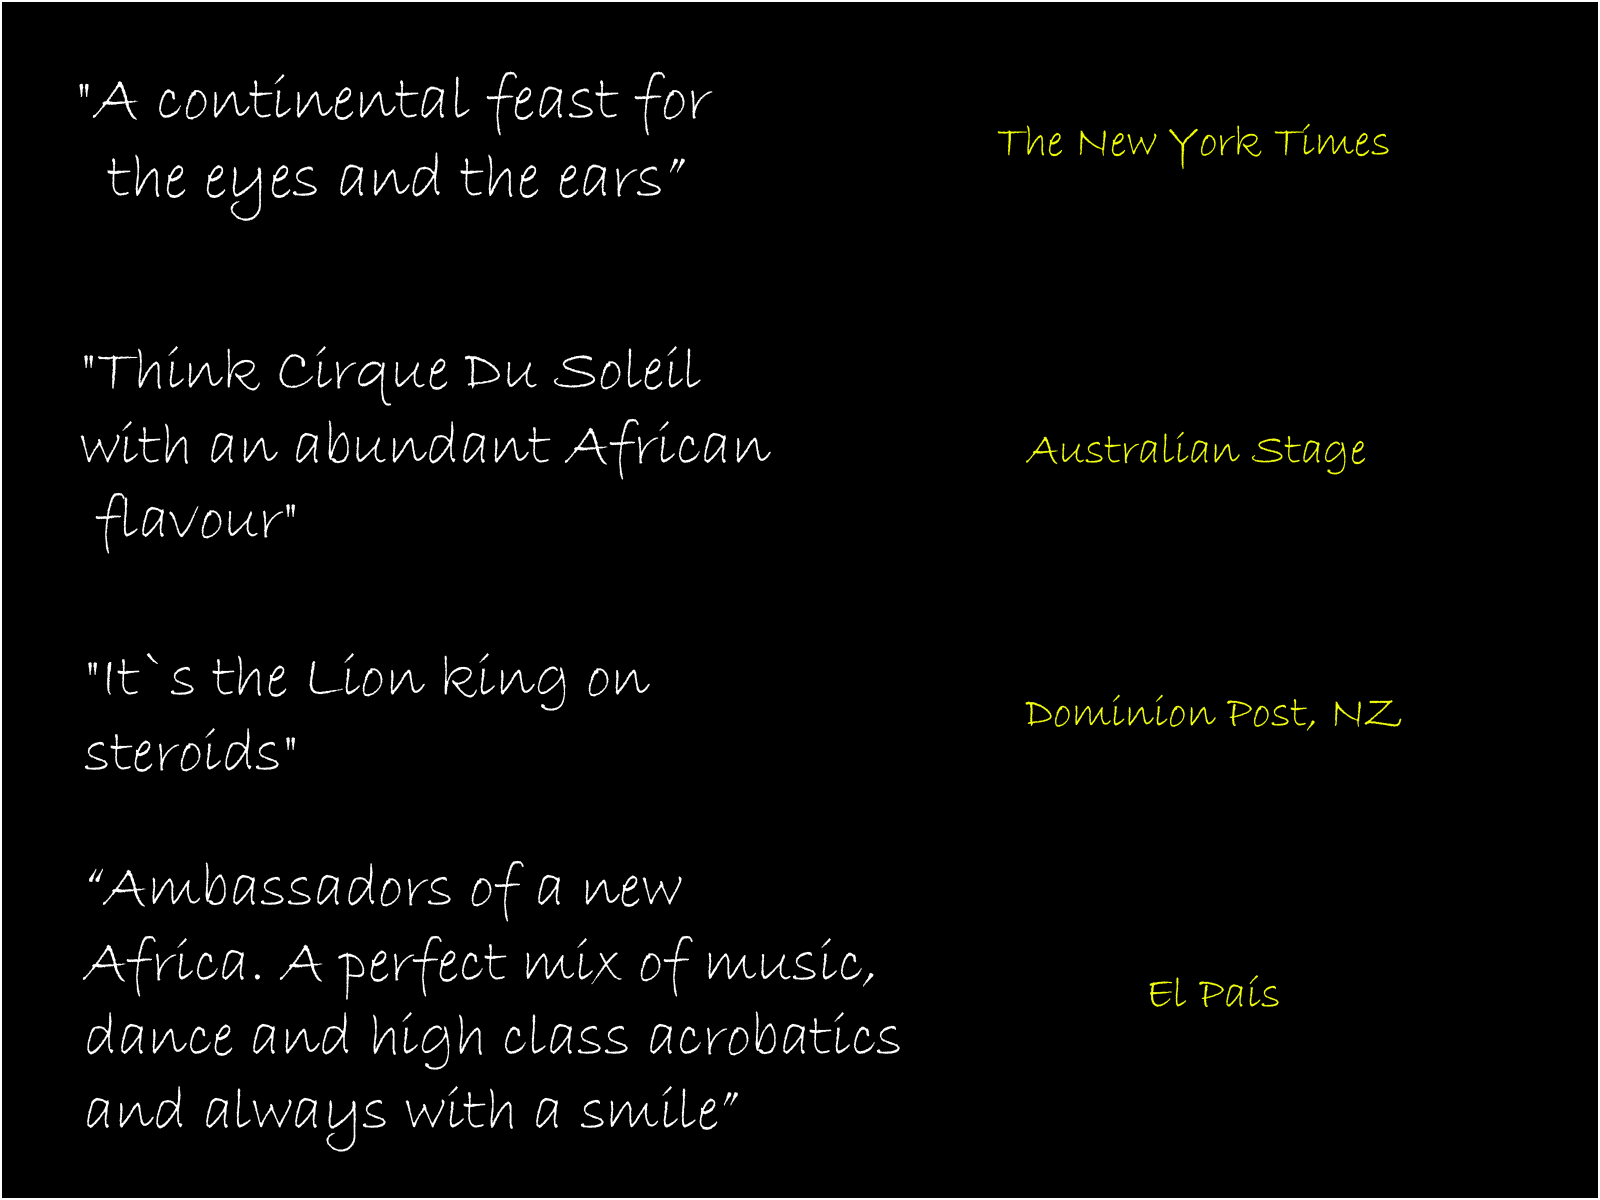 "A continental feast for
the eyes and the ears”
The New York Times
"Think Cirque Du Soleil
with an abundant African
flavour"
Australian Stage
"It`s the Lion king on
steroids"
Dominion Post, NZ
“Ambassadors of a new
Africa. A perfect mix of music,
dance and high class acrobatics
and always with a smile”
El País